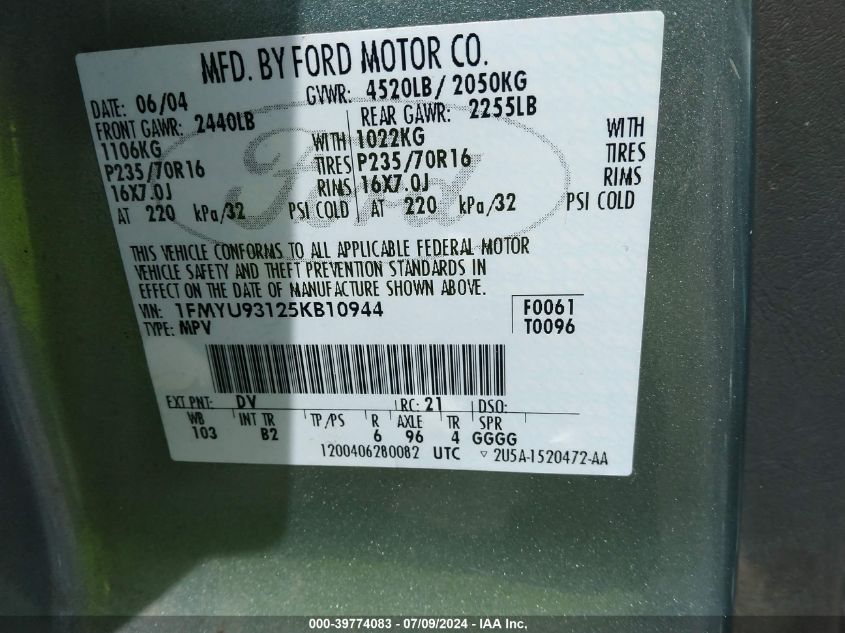 MFD. BY FORD MOTOR CO.
DATE: 06/04 GVWR: 4520LB/ 2050KG
FRONT GAWR: 2440LB REAR GAWR: 2255LB
1106KG WITH 1022KG WITH
P235/70R16 TIRES P235/70R16 TIRES
16X7.0J RIMS 16X7.0J RIMS
AT 220 kPa/32 PSI COLD AT 220 kPa/32 PSI COLD
Ford
THIS VEHICLE CONFORMS TO ALL APPLICABLE FEDERAL MOTOR
VEHICLE SAFETY AND THEFT PREVENTION STANDARDS IN
EFFECT ON THE DATE OF MANUFACTURE SHOWN ABOVE.
VIN: 1FMYU93125KB10944 F0061
TYPE: MPV T0096
EXT PNT: DV RC: 21 DSO:
WB INT TR TP/PS R AXLE TR SPR
103 B2 6 96 4 GGGG
1200406280082 UTC ▽ 2U5A-1520472-AA
000-39774083 - 07/09/2024 - IAA Inc.